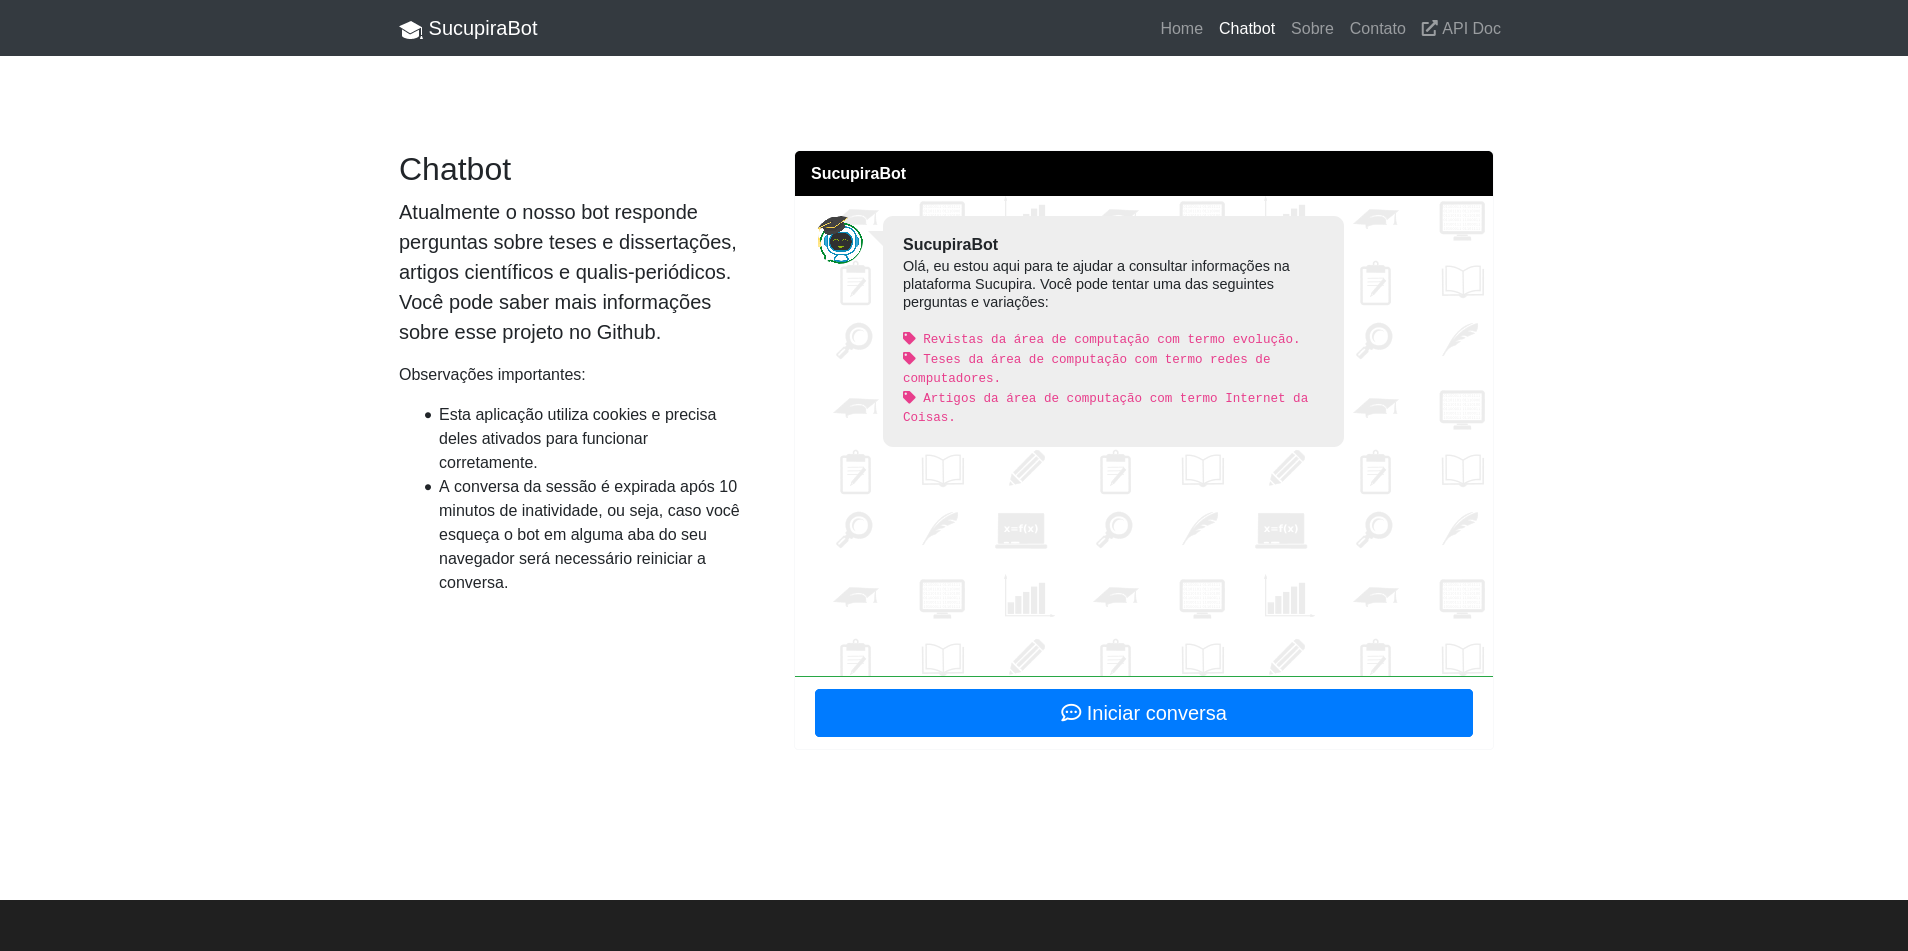 SucupiraBot
Home
Chatbot
Sobre
Contato
API Doc
Chatbot
Atualmente o nosso bot responde
perguntas sobre teses e dissertações,
artigos científicos e qualis-periódicos.
Você pode saber mais informações
sobre esse projeto no Github.
Observações importantes:
Esta aplicação utiliza cookies e precisa
deles ativados para funcionar
corretamente.
A conversa da sessão é expirada após 10
minutos de inatividade, ou seja, caso você
esqueça o bot em alguma aba do seu
navegador será necessário reiniciar a
conversa.
SucupiraBot
SucupiraBot
Olá, eu estou aqui para te ajudar a consultar informações na
plataforma Sucupira. Você pode tentar uma das seguintes
perguntas e variações:
Revistas da área de computação com termo evolução.
Teses da área de computação com termo redes de
computadores.
Artigos da área de computação com termo Internet da
Coisas.
x=f(x)
x=f(x)
Iniciar conversa